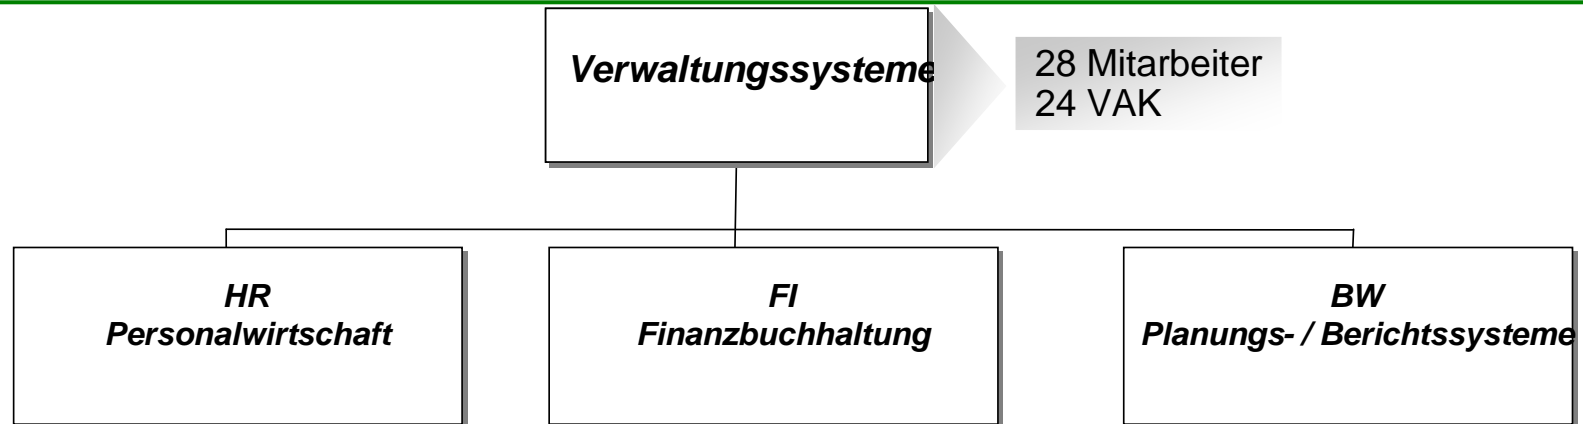 Verwaltungssysteme
28 Mitarbeiter
24 VAK
HR
Personalwirtschaft
FI
Finanzbuchhaltung
BW
Planungs- / Berichtssysteme